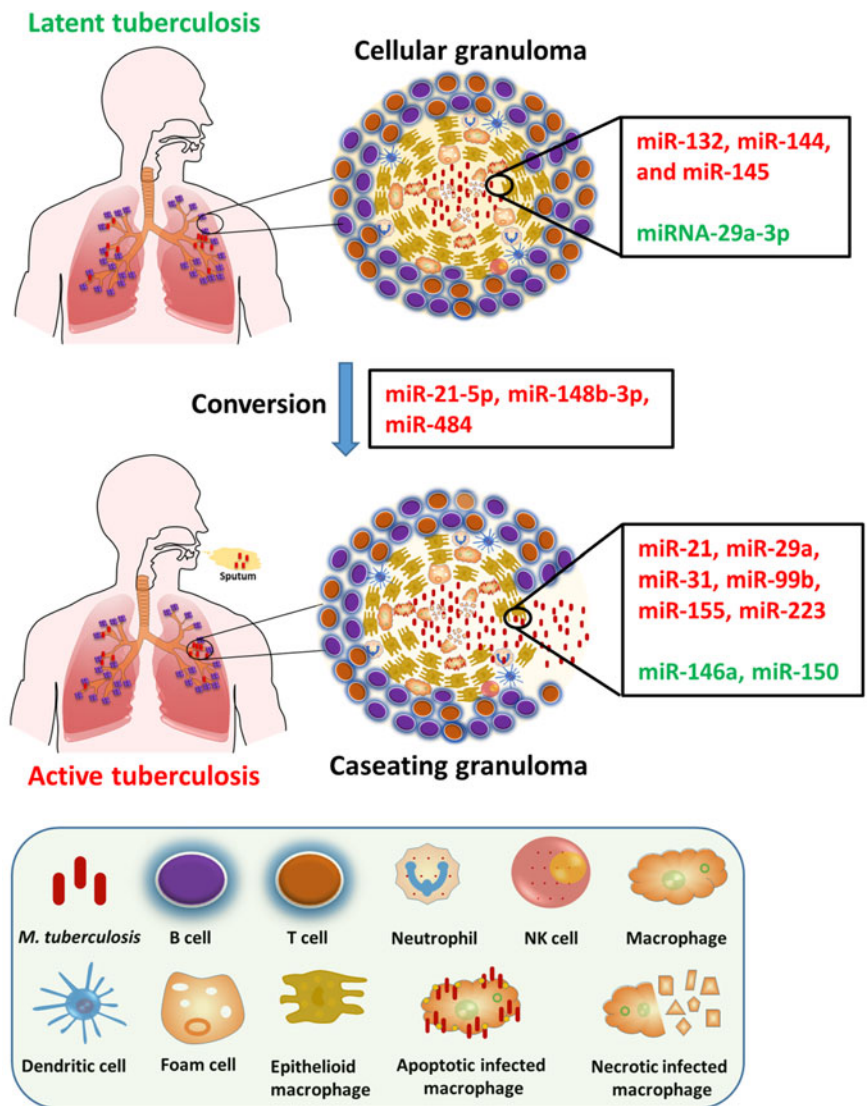 Latent tuberculosis
Cellular granuloma
miR-132, miR-144,
and miR-145
miRNA-29a-3p
Conversion
miR-21-5p, miR-148b-3p,
miR-484
Sputum
miR-21, miR-29a,
miR-31, miR-99b,
miR-155, miR-223
miR-146a, miR-150
Active tuberculosis
Caseating granuloma
M. tuberculosis
B cell
T cell
Neutrophil
NK cell
Macrophage
Dendritic cell
Foam cell
Epithelioid
macrophage
Apoptotic infected
macrophage
Necrotic infected
macrophage